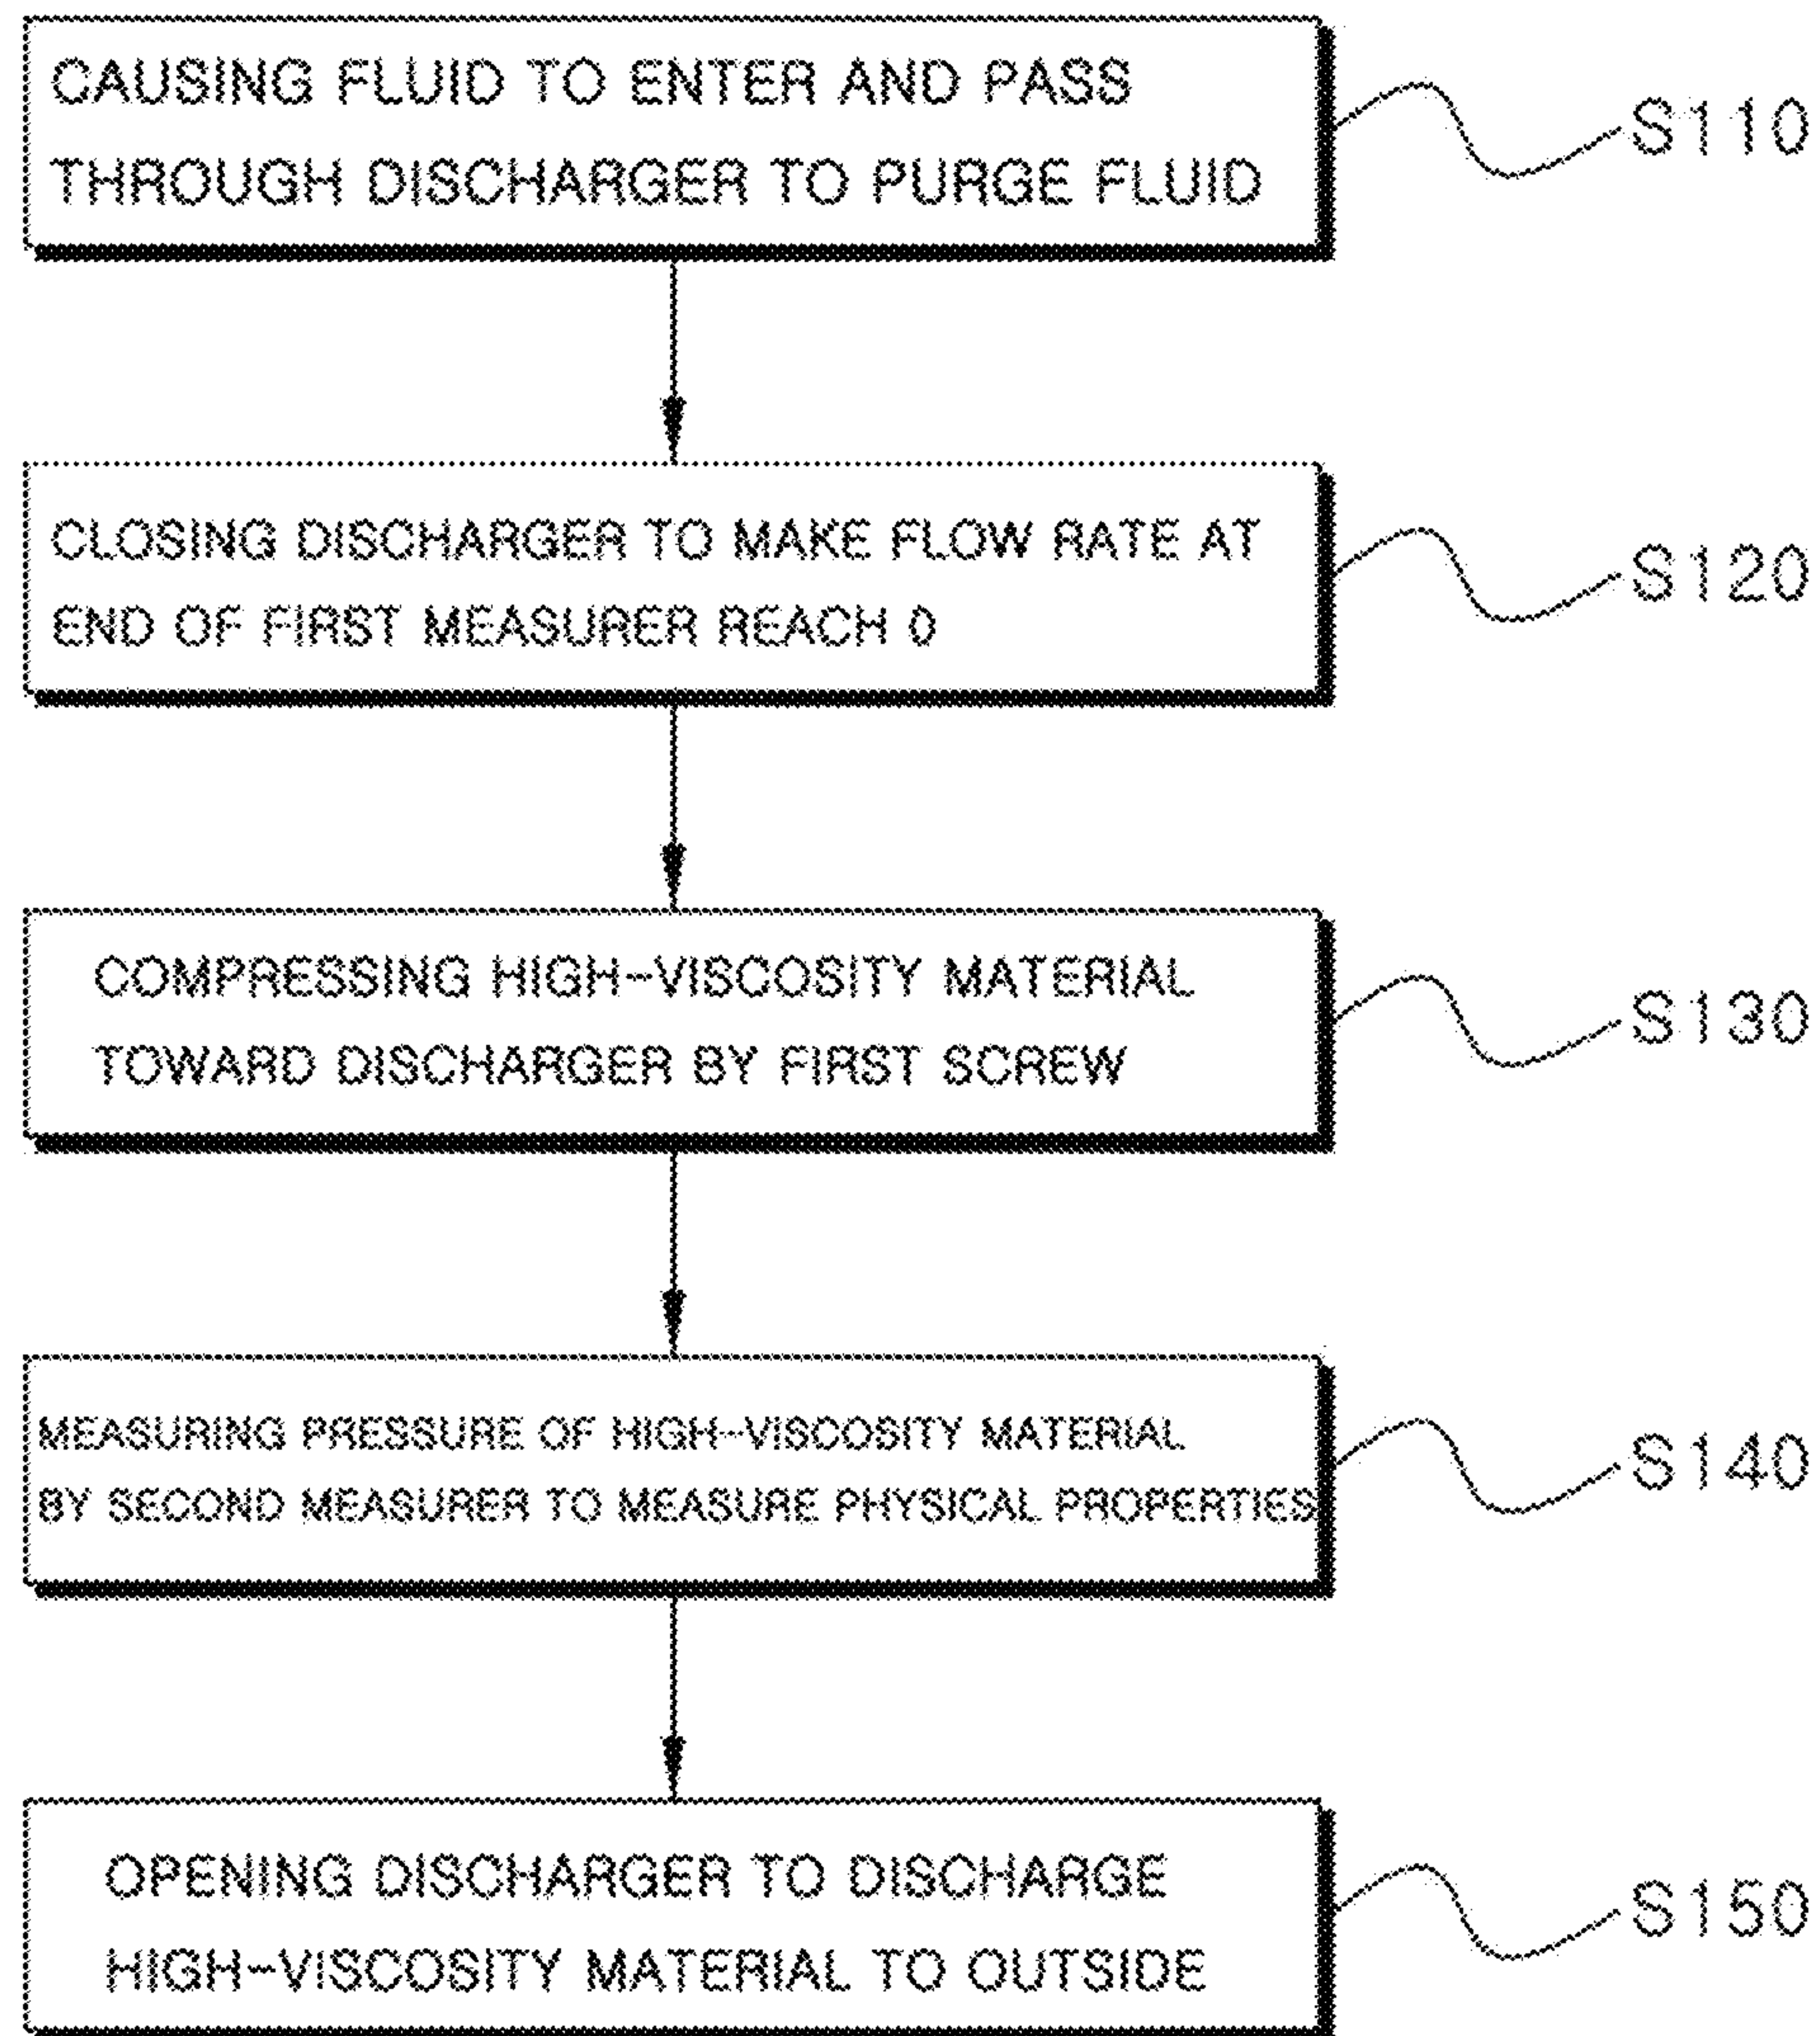 CAUSING FLUID TO ENTER AND PASS
THROUGH DISCHARGER TO PURGE FLUID
S110
CLOSING DISCHARGER TO MAKE FLOW RATE AT
END OF FIRST MEASURER REACH 0
S120
COMPRESSING HIGH-VISCOSITY MATERIAL
TOWARD DISCHARGER BY FIRST SCREW
S130
MEASURING PRESSURE OF HIGH-VISCOSITY MATERIAL
BY SECOND MEASURER TO MEASURE PHYSICAL PROPERTIES
S140
OPENING DISCHARGER TO DISCHARGE
HIGH-VISCOSITY MATERIAL TO OUTSIDE
S150